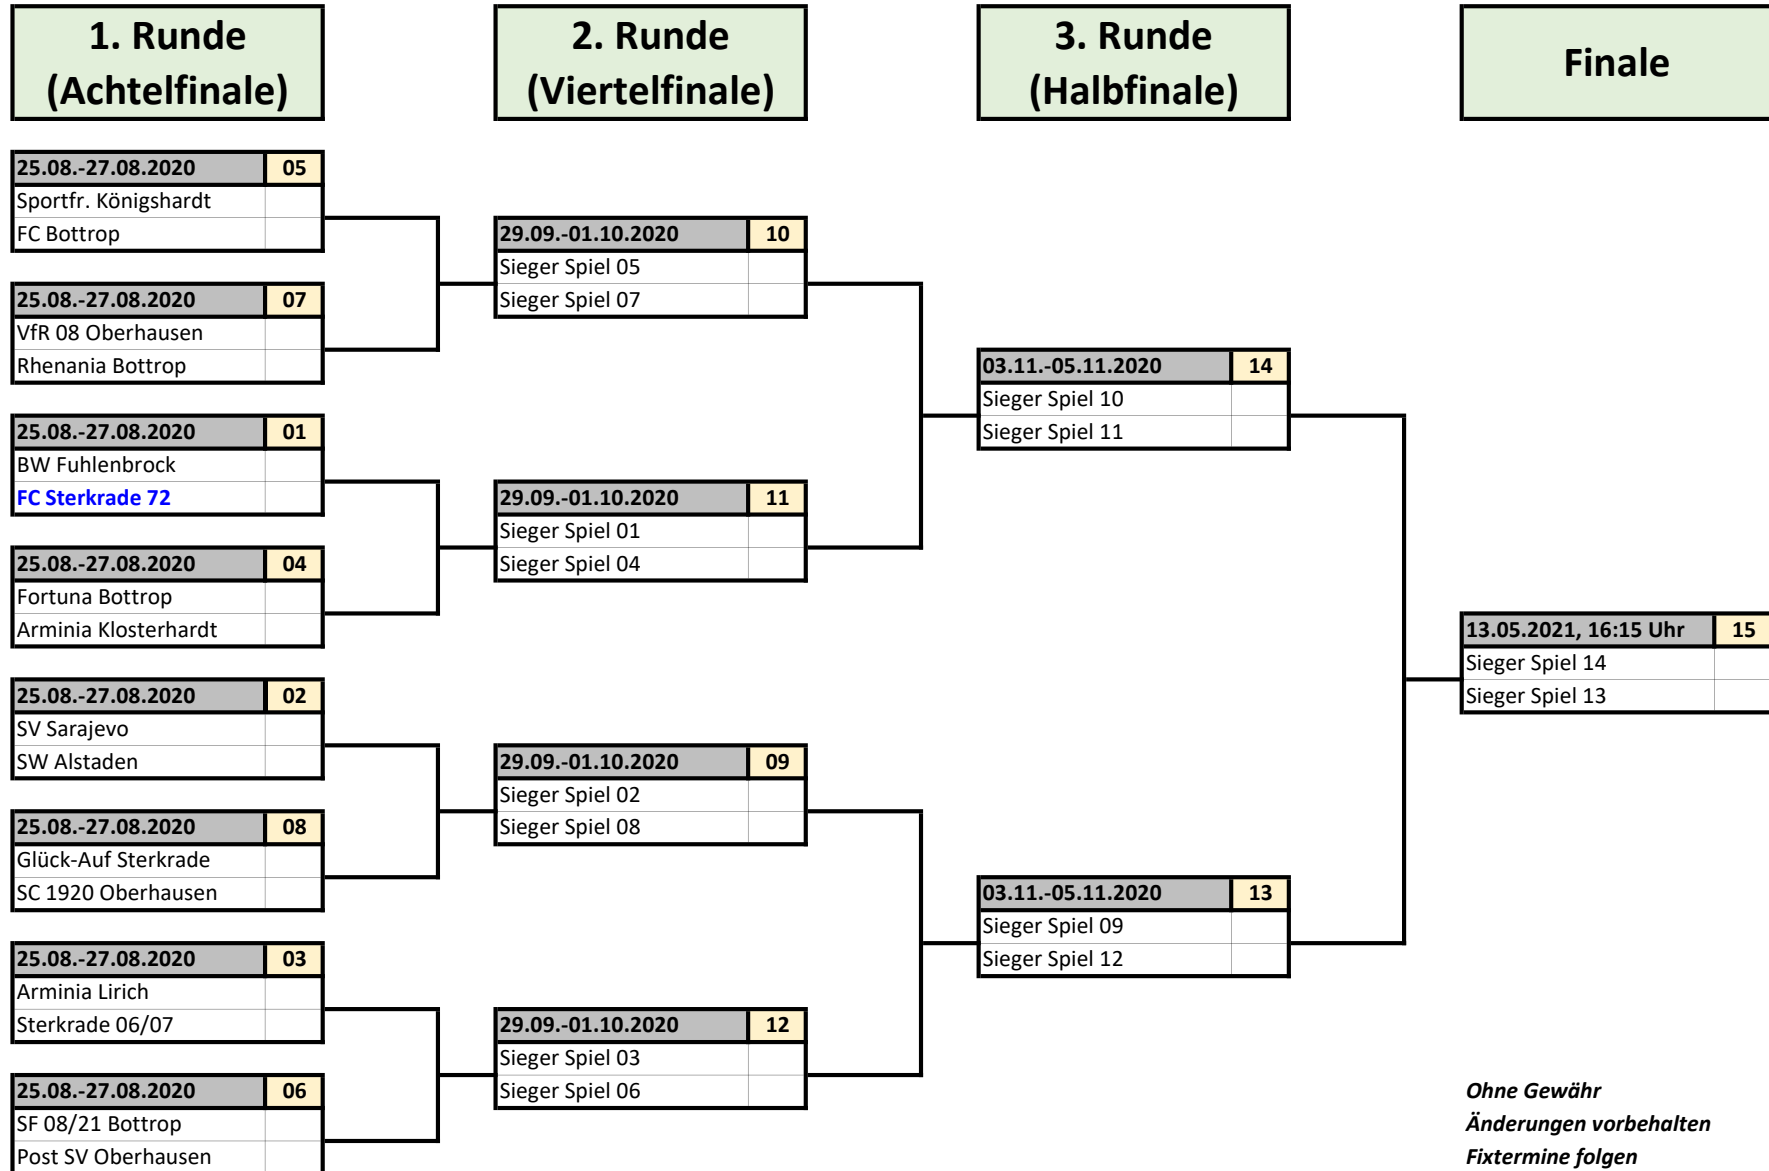 1. Runde
(Achtelfinale)
2. Runde
(Viertelfinale)
3. Runde
(Halbfinale)
Finale
25.08.-27.08.2020 05
Sportfr. Königshardt
FC Bottrop
25.08.-27.08.2020 07
VfR 08 Oberhausen
Rhenania Bottrop
25.08.-27.08.2020 01
BW Fuhlenbrock
FC Sterkrade 72
25.08.-27.08.2020 04
Fortuna Bottrop
Arminia Klosterhardt
25.08.-27.08.2020 02
SV Sarajevo
SW Alstaden
25.08.-27.08.2020 08
Glück-Auf Sterkrade
SC 1920 Oberhausen
25.08.-27.08.2020 03
Arminia Lirich
Sterkrade 06/07
25.08.-27.08.2020 06
SF 08/21 Bottrop
Post SV Oberhausen
29.09.-01.10.2020 10
Sieger Spiel 05
Sieger Spiel 07
29.09.-01.10.2020 11
Sieger Spiel 01
Sieger Spiel 04
29.09.-01.10.2020 09
Sieger Spiel 02
Sieger Spiel 08
29.09.-01.10.2020 12
Sieger Spiel 03
Sieger Spiel 06
03.11.-05.11.2020 14
Sieger Spiel 10
Sieger Spiel 11
03.11.-05.11.2020 13
Sieger Spiel 09
Sieger Spiel 12
13.05.2021, 16:15 Uhr 15
Sieger Spiel 14
Sieger Spiel 13
Ohne Gewähr
Änderungen vorbehalten
Fixtermine folgen